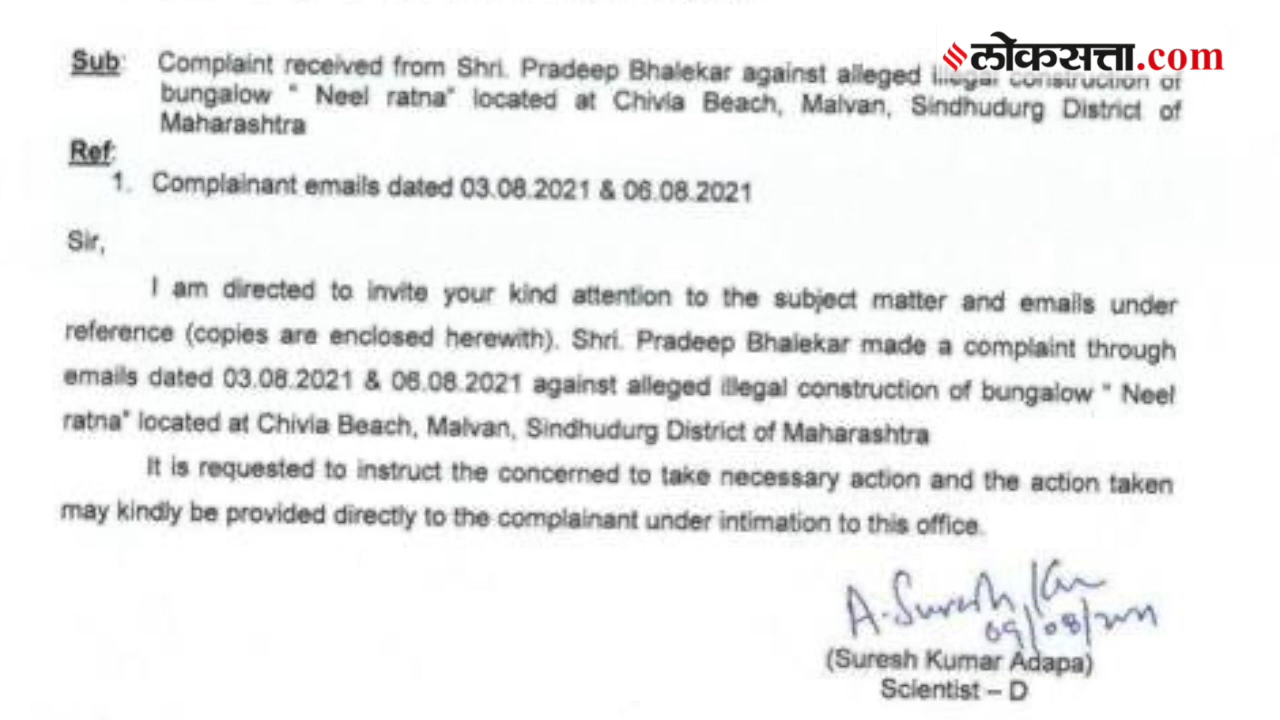 लोकसत्ता.com
Sub: Complaint received from Shri. Pradeep Bhalekar against alleged illegal construction of
bungalow " Neel ratna" located at Chivla Beach, Malvan, Sindhudurg District of
Maharashtra
Ref:
1. Complainant emails dated 03.08.2021 & 06.08.2021
Sir,
I am directed to invite your kind attention to the subject matter and emails under
reference (copies are enclosed herewith). Shri. Pradeep Bhalekar made a complaint through
emails dated 03.08.2021 & 06.08.2021 against alleged illegal construction of bungalow " Neel
ratna" located at Chivla Beach, Malvan, Sindhudurg District of Maharashtra
It is requested to instruct the concerned to take necessary action and the action taken
may kindly be provided directly to the complainant under intimation to this office.
A. Suresh Ku
09/08/2021
(Suresh Kumar Adapa)
Scientist – D